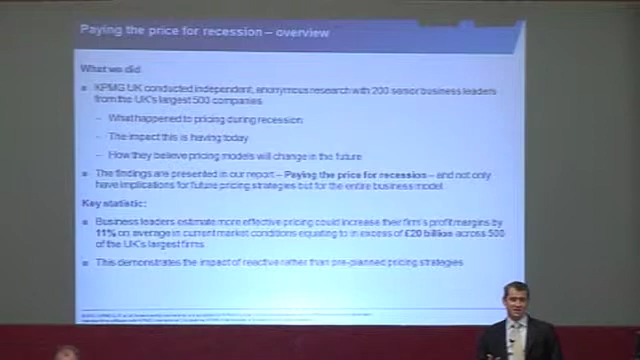 Paying the price for recession – overview
What we did
KPMG UK conducted independent, anonymous research with 200 senior business leaders
from the UK's largest 500 companies
– What happened to pricing during recession
– The impact this is having today
– How they believe pricing models will change in the future
The findings are presented in our report – Paying the price for recession – and not only
have implications for future pricing strategies but for the entire business model
Key statistic:
Business leaders estimate more effective pricing could increase their firm's profit margins by
11% on average in current market conditions equating to in excess of £20 billion across 500
of the UK's largest firms
This demonstrates the impact of reactive rather than pre-planned pricing strategies